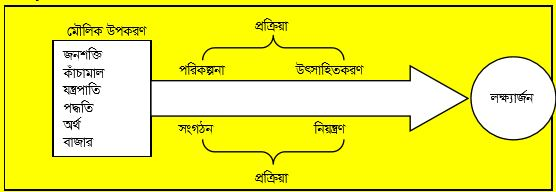 প্রক্রিয়া
মৌলিক উপকরণ
জনশক্তি
কাঁচামাল
যন্ত্রপাতি
পদ্ধতি
অর্থ
বাজার
পরিকল্পনা
উৎসাহিতকরণ
লক্ষ্যার্জন
সংগঠন
নিয়ন্ত্রণ
প্রক্রিয়া